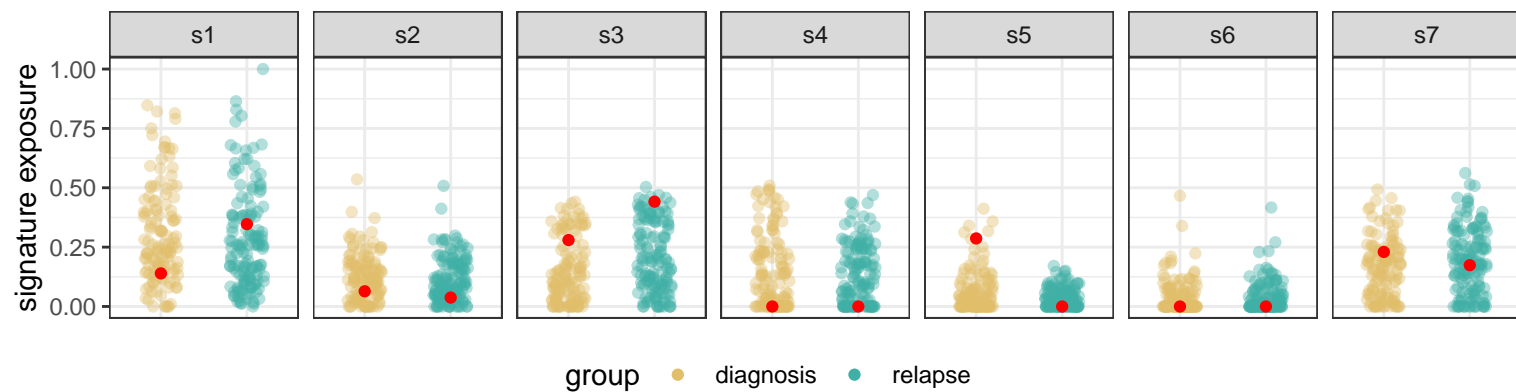 s1 s2 s3 s4 s5 s6 s7
signature exposure
1.00
0.75
0.50
0.25
0.00
group diagnosis relapse